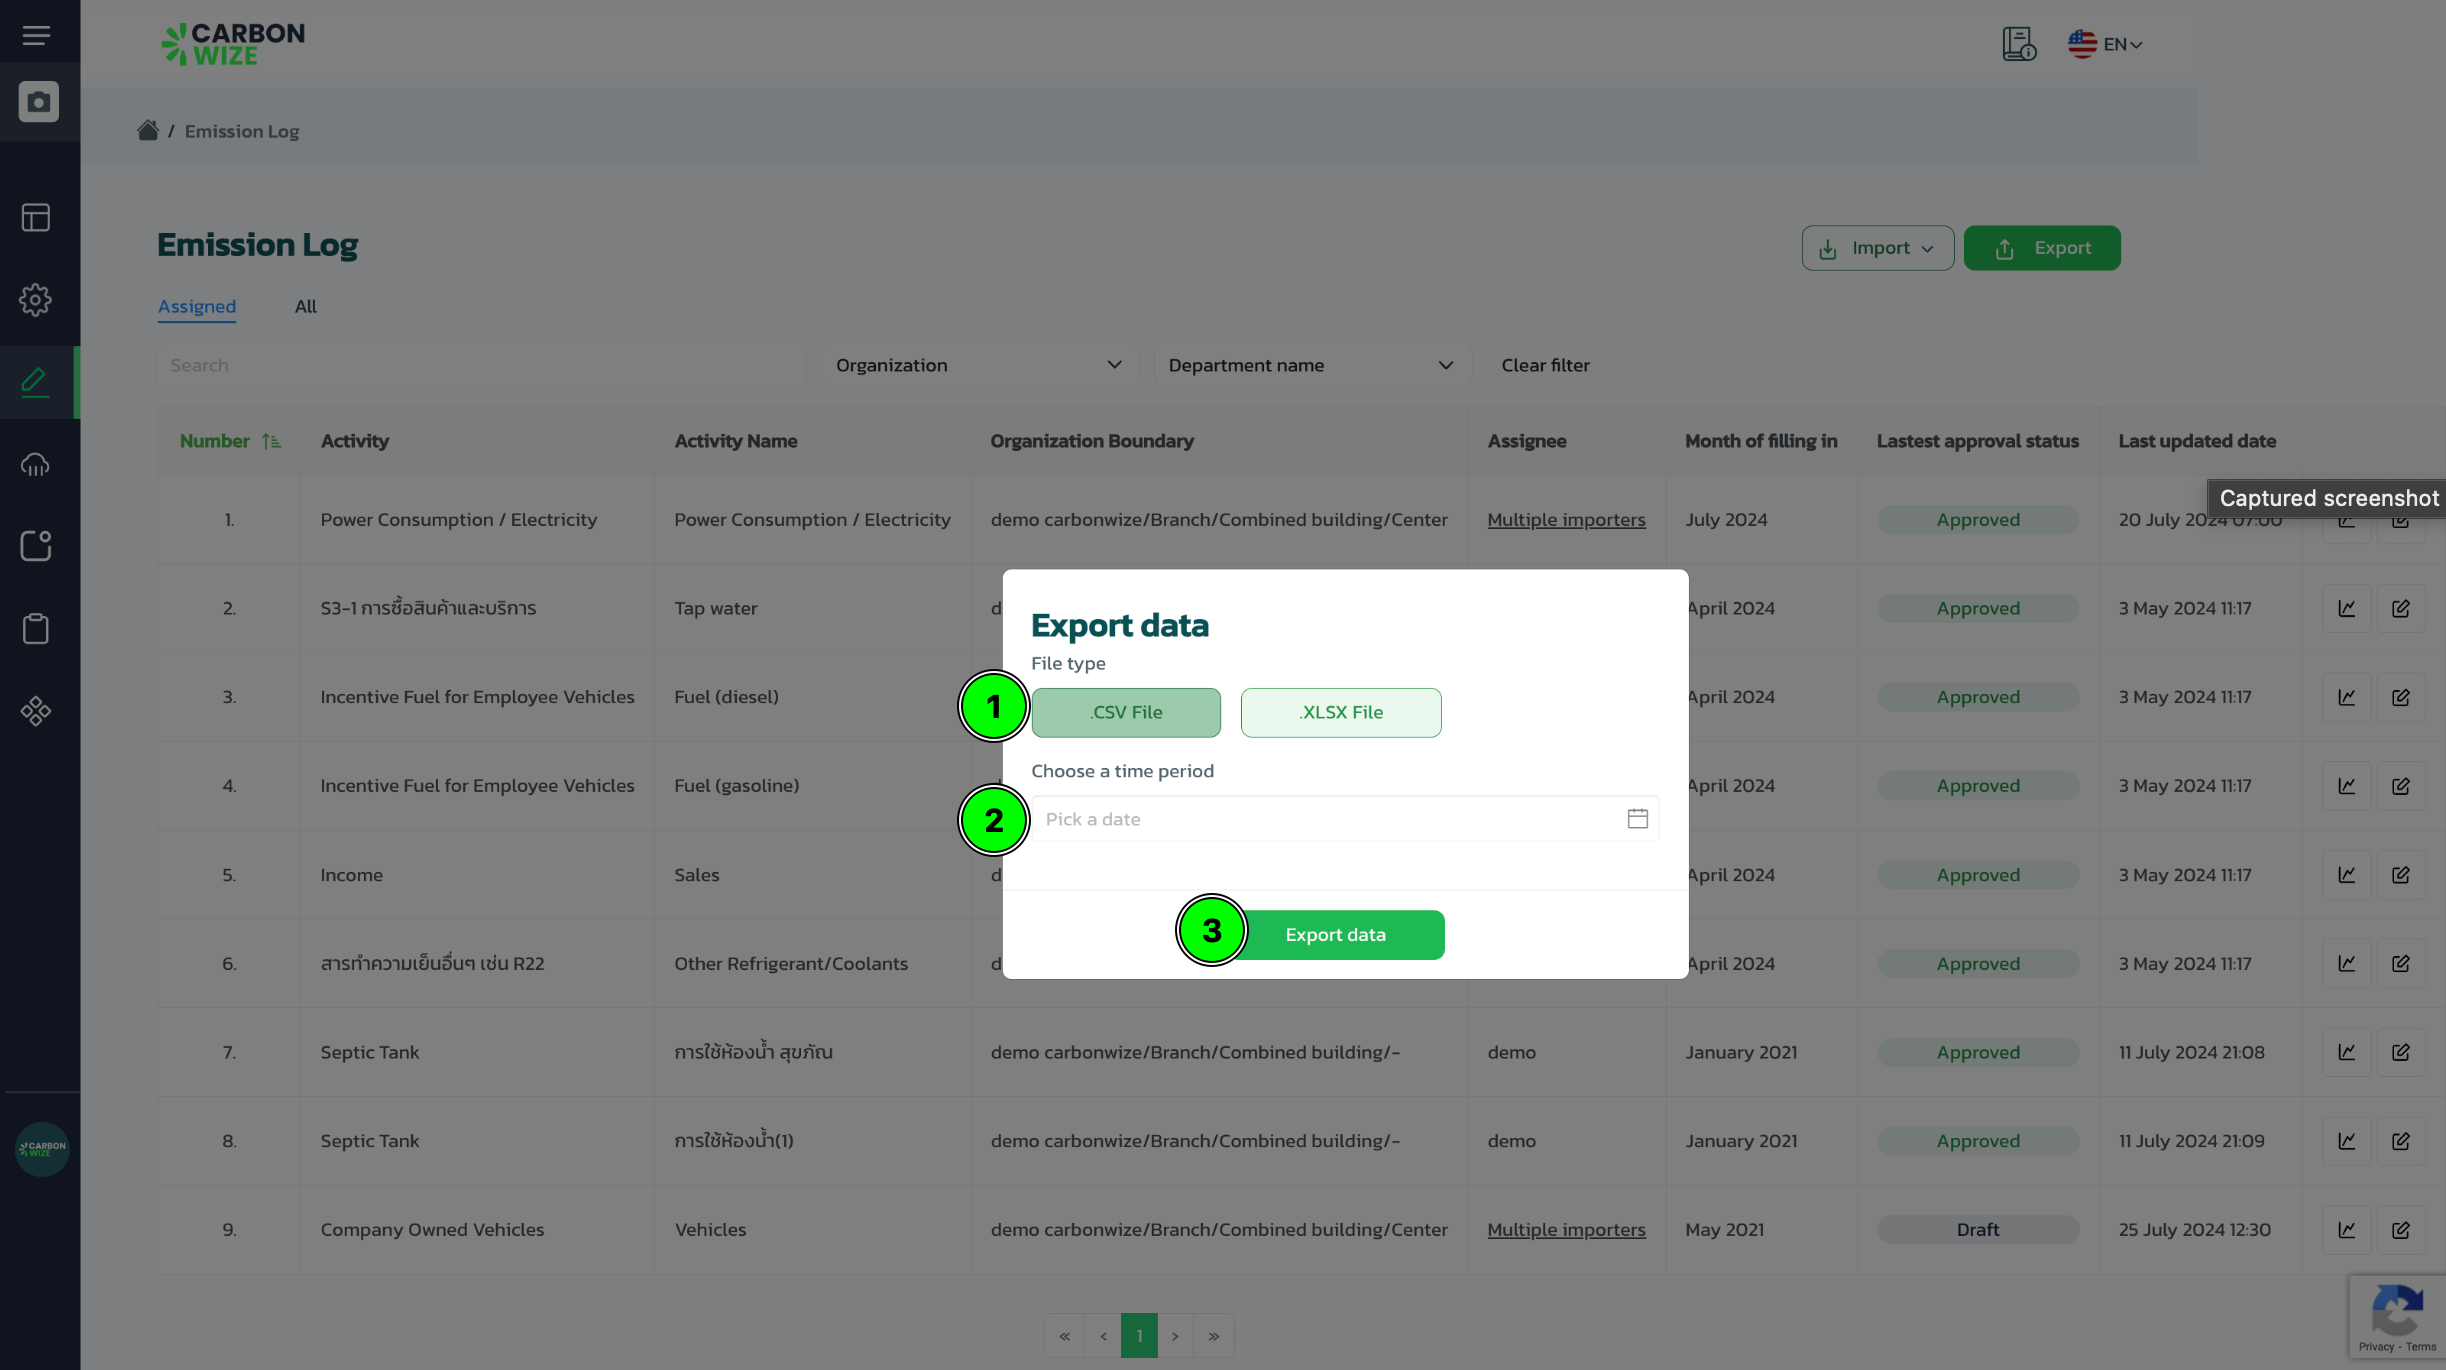 CARBON
WIZE
EN
/ Emission Log
Emission Log
Import
Export
Assigned
All
Search
Organization
Department name
Clear filter
Number
Activity
Activity Name
Organization Boundary
Assignee
Month of filling in
Lastest approval status
Last updated date
Captured screenshot
1.
Power Consumption / Electricity
Power Consumption / Electricity
demo carbonwize/Branch/Combined building/Center
Multiple importers
July 2024
Approved
20 July 2024 07:00
2.
S3-1 การซื้อสินค้าและบริการ
Tap water
d
April 2024
Approved
3 May 2024 11:17
3.
Incentive Fuel for Employee Vehicles
Fuel (diesel)
April 2024
Approved
3 May 2024 11:17
4.
Incentive Fuel for Employee Vehicles
Fuel (gasoline)
April 2024
Approved
3 May 2024 11:17
5.
Income
Sales
d
April 2024
Approved
3 May 2024 11:17
6.
สารทำความเย็นอื่นๆ เช่น R22
Other Refrigerant/Coolants
d
April 2024
Approved
3 May 2024 11:17
7.
Septic Tank
การใช้ห้องน้ำ สุขภัณ
demo carbonwize/Branch/Combined building/-
demo
January 2021
Approved
11 July 2024 21:08
8.
Septic Tank
การใช้ห้องน้ำ(1)
demo carbonwize/Branch/Combined building/-
demo
January 2021
Approved
11 July 2024 21:09
9.
Company Owned Vehicles
Vehicles
demo carbonwize/Branch/Combined building/Center
Multiple importers
May 2021
Draft
25 July 2024 12:30
Export data
File type
1
.CSV File
.XLSX File
Choose a time period
2
Pick a date
3
Export data
CARBON
WIZE
« ‹ 1 › »
Privacy - Terms